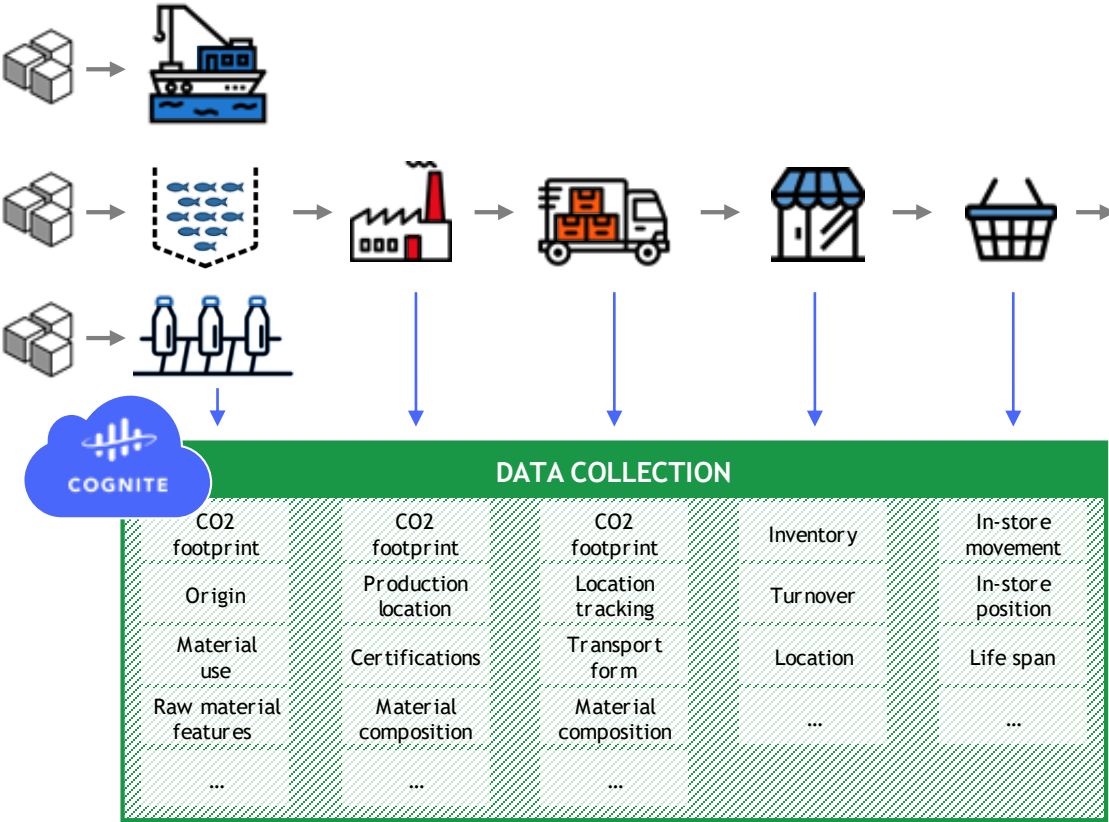 COGNITE
DATA COLLECTION
CO2
footprint
Origin
Material
use
Raw material
features
…
CO2
footprint
Production
location
Certifications
Material
composition
…
CO2
footprint
Location
tracking
Transport
form
Material
composition
…
Inventory
Turnover
Location
…
In-store
movement
In-store
position
Life span
…